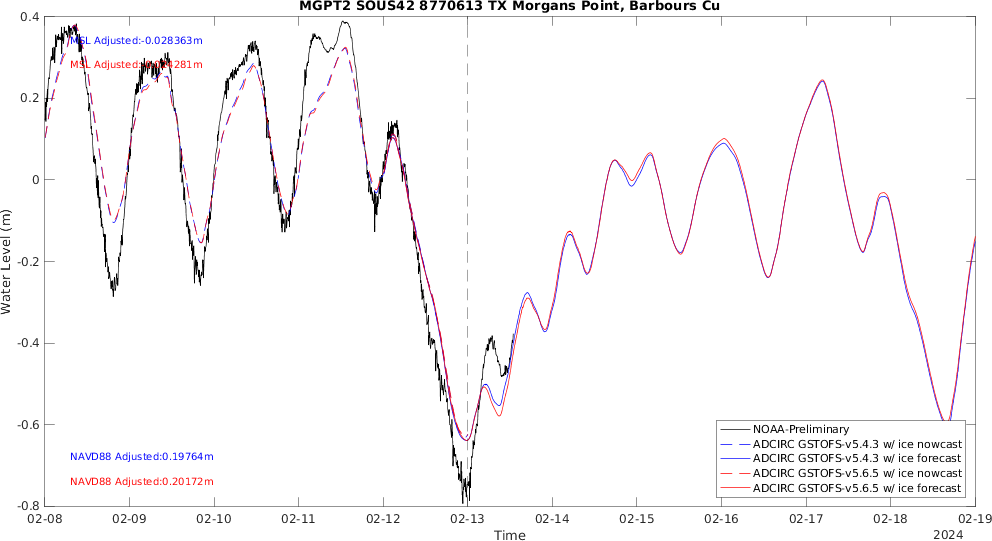 MGPT2 SOUS42 8770613 TX Morgans Point, Barbours Cu
Water Level (m)
0.4
0.2
0
-0.2
-0.4
-0.6
-0.8
MSL Adjusted:-0.028363m
MSL Adjusted:
NAVD88 Adjusted:0.19764m
NAVD88 Adjusted:0.20172m
NOAA-Preliminary
ADCIRC GSTOFS-v5.4.3 w/ ice nowcast
ADCIRC GSTOFS-v5.4.3 w/ ice forecast
ADCIRC GSTOFS-v5.6.5 w/ ice nowcast
ADCIRC GSTOFS-v5.6.5 w/ ice forecast
02-08 02-09 02-10 02-11 02-12 02-13 02-14 02-15 02-16 02-17 02-18 02-19
Time
2024